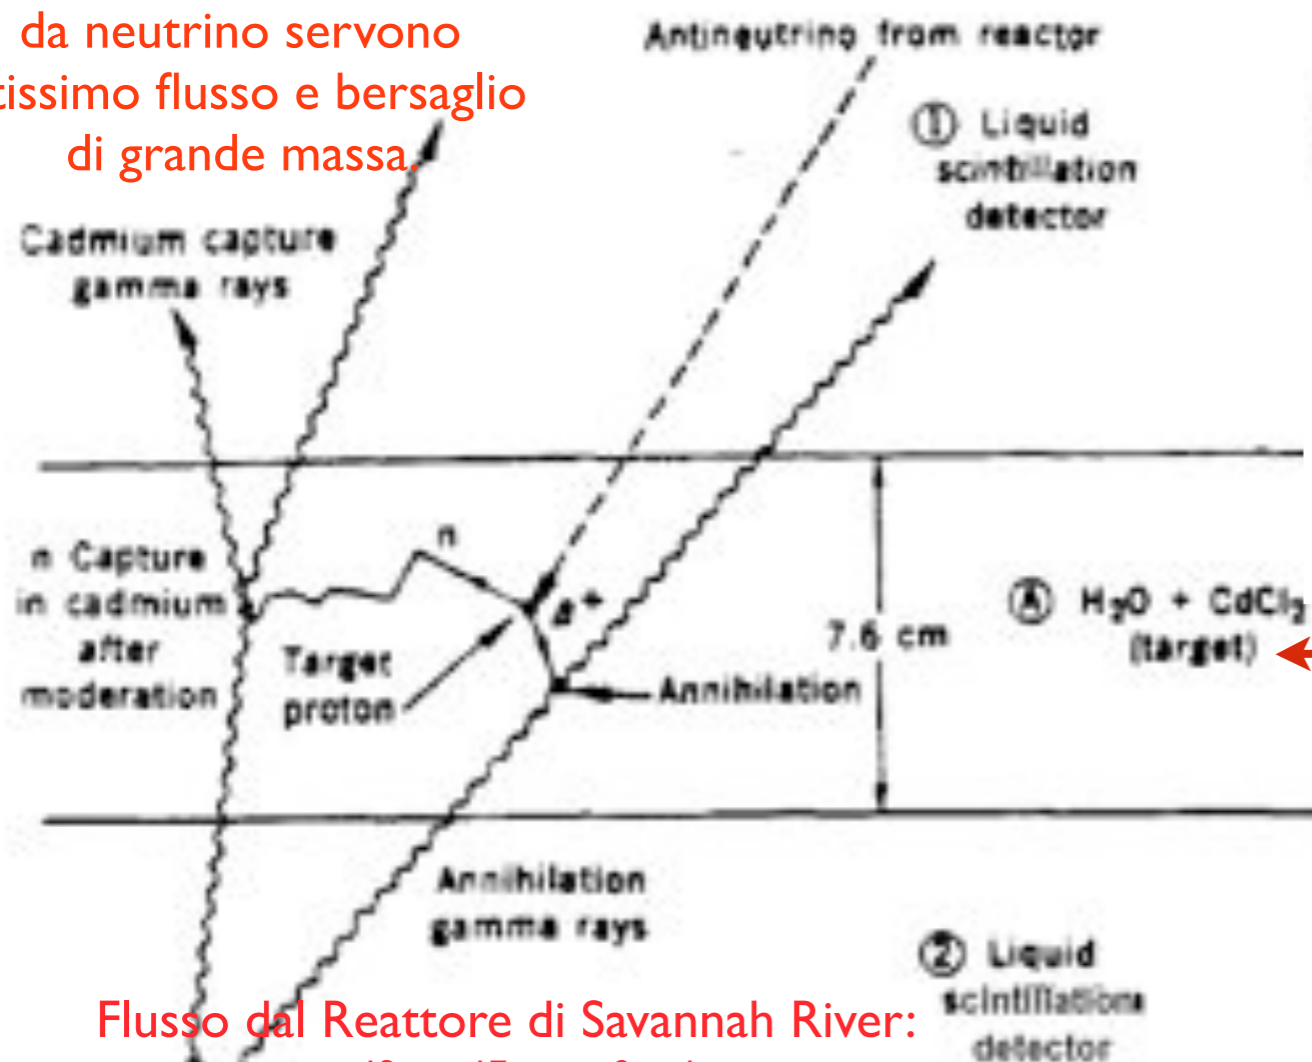 da neutrino servono
tissimo flusso e bersaglio
di grande massa.
Antineutrino from reactor
① Liquid
scintillation
detector
Cadmium capture
gamma rays
n
n Capture
in cadmium
after
moderation
Target
proton
Annihilation
7.6 cm
Ⓐ H₂O + CdCl₂
(target)
Annihilation
gamma rays
② Liquid
scintillation
detector
Flusso dal Reattore di Savannah River: